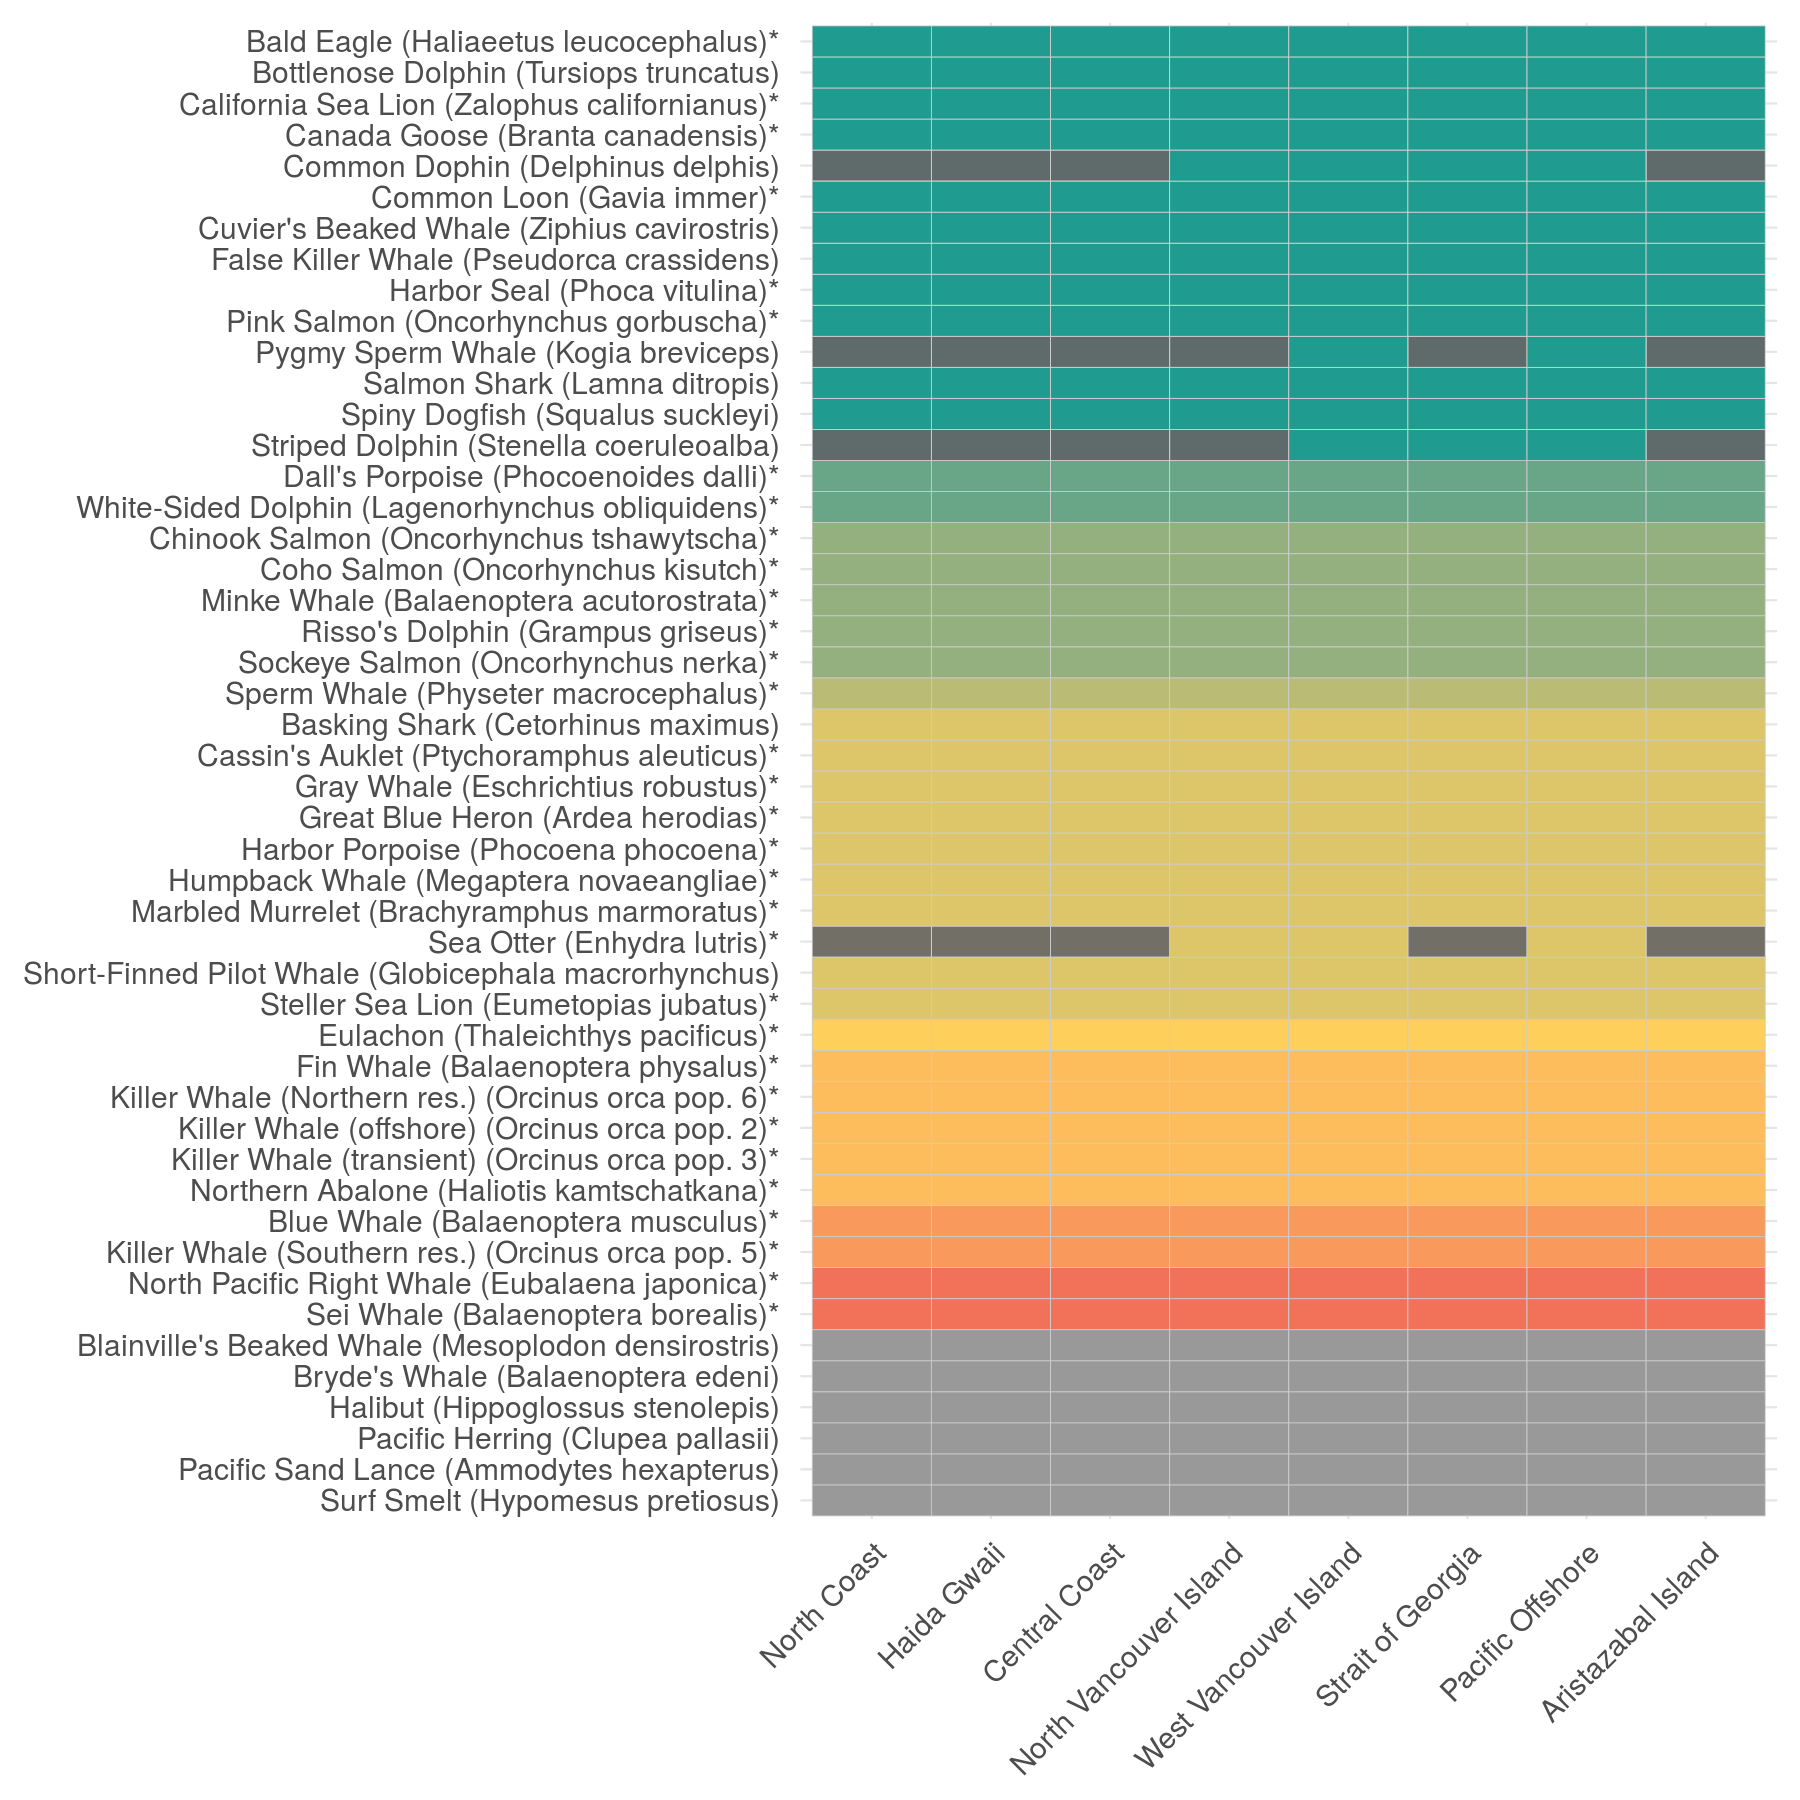 Bald Eagle (Haliaeetus leucocephalus)*
Bottlenose Dolphin (Tursiops truncatus)
California Sea Lion (Zalophus californianus)*
Canada Goose (Branta canadensis)*
Common Dophin (Delphinus delphis)
Common Loon (Gavia immer)*
Cuvier's Beaked Whale (Ziphius cavirostris)
False Killer Whale (Pseudorca crassidens)
Harbor Seal (Phoca vitulina)*
Pink Salmon (Oncorhynchus gorbuscha)*
Pygmy Sperm Whale (Kogia breviceps)
Salmon Shark (Lamna ditropis)
Spiny Dogfish (Squalus suckleyi)
Striped Dolphin (Stenella coeruleoalba)
Dall's Porpoise (Phocoenoides dalli)*
White-Sided Dolphin (Lagenorhynchus obliquidens)*
Chinook Salmon (Oncorhynchus tshawytscha)*
Coho Salmon (Oncorhynchus kisutch)*
Minke Whale (Balaenoptera acutorostrata)*
Risso's Dolphin (Grampus griseus)*
Sockeye Salmon (Oncorhynchus nerka)*
Sperm Whale (Physeter macrocephalus)*
Basking Shark (Cetorhinus maximus)
Cassin's Auklet (Ptychoramphus aleuticus)*
Gray Whale (Eschrichtius robustus)*
Great Blue Heron (Ardea herodias)*
Harbor Porpoise (Phocoena phocoena)*
Humpback Whale (Megaptera novaeangliae)*
Marbled Murrelet (Brachyramphus marmoratus)*
Sea Otter (Enhydra lutris)*
Short-Finned Pilot Whale (Globicephala macrorhynchus)
Steller Sea Lion (Eumetopias jubatus)*
Eulachon (Thaleichthys pacificus)*
Fin Whale (Balaenoptera physalus)*
Killer Whale (Northern res.) (Orcinus orca pop. 6)*
Killer Whale (offshore) (Orcinus orca pop. 2)*
Killer Whale (transient) (Orcinus orca pop. 3)*
Northern Abalone (Haliotis kamtschatkana)*
Blue Whale (Balaenoptera musculus)*
Killer Whale (Southern res.) (Orcinus orca pop. 5)*
North Pacific Right Whale (Eubalaena japonica)*
Sei Whale (Balaenoptera borealis)*
Blainville's Beaked Whale (Mesoplodon densirostris)
Bryde's Whale (Balaenoptera edeni)
Halibut (Hippoglossus stenolepis)
Pacific Herring (Clupea pallasii)
Pacific Sand Lance (Ammodytes hexapterus)
Surf Smelt (Hypomesus pretiosus)
North Coast
Haida Gwaii
Central Coast
North Vancouver Island
West Vancouver Island
Strait of Georgia
Pacific Offshore
Aristazabal Island